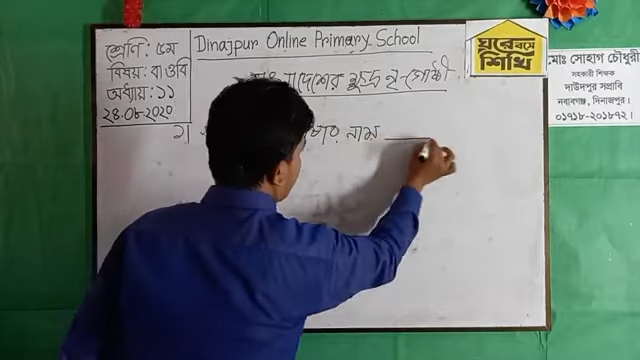 শ্রেণি: ৫ম
বিষয়: বাওবি
অধ্যায়: ১১
২৪.০৮.২০২০
Dinajpur Online Primary School
বাংলাদেশের ক্ষুদ্র নৃ-গোষ্ঠী
ঘরে বসে
শিখি
মোঃ সোহাগ চৌধুরী
সহকারী শিক্ষক
দাউদপুর সপ্রাবি
নবাবগঞ্জ, দিনাজপুর।
০১৭১৮-২০১৮৭২।
নাম